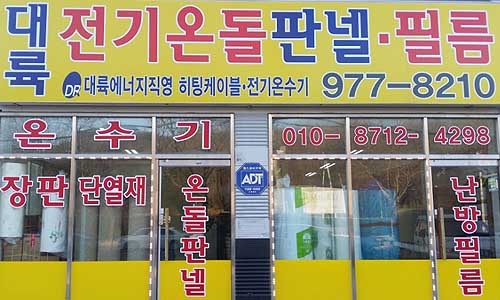 대륙 전기온돌판넬·필름
DR 대륙에너지직영 히팅케이블·전기온수기 977-8210
온수기 010-8712-4298
장판 단열재
온돌판넬
ADT
난방필름